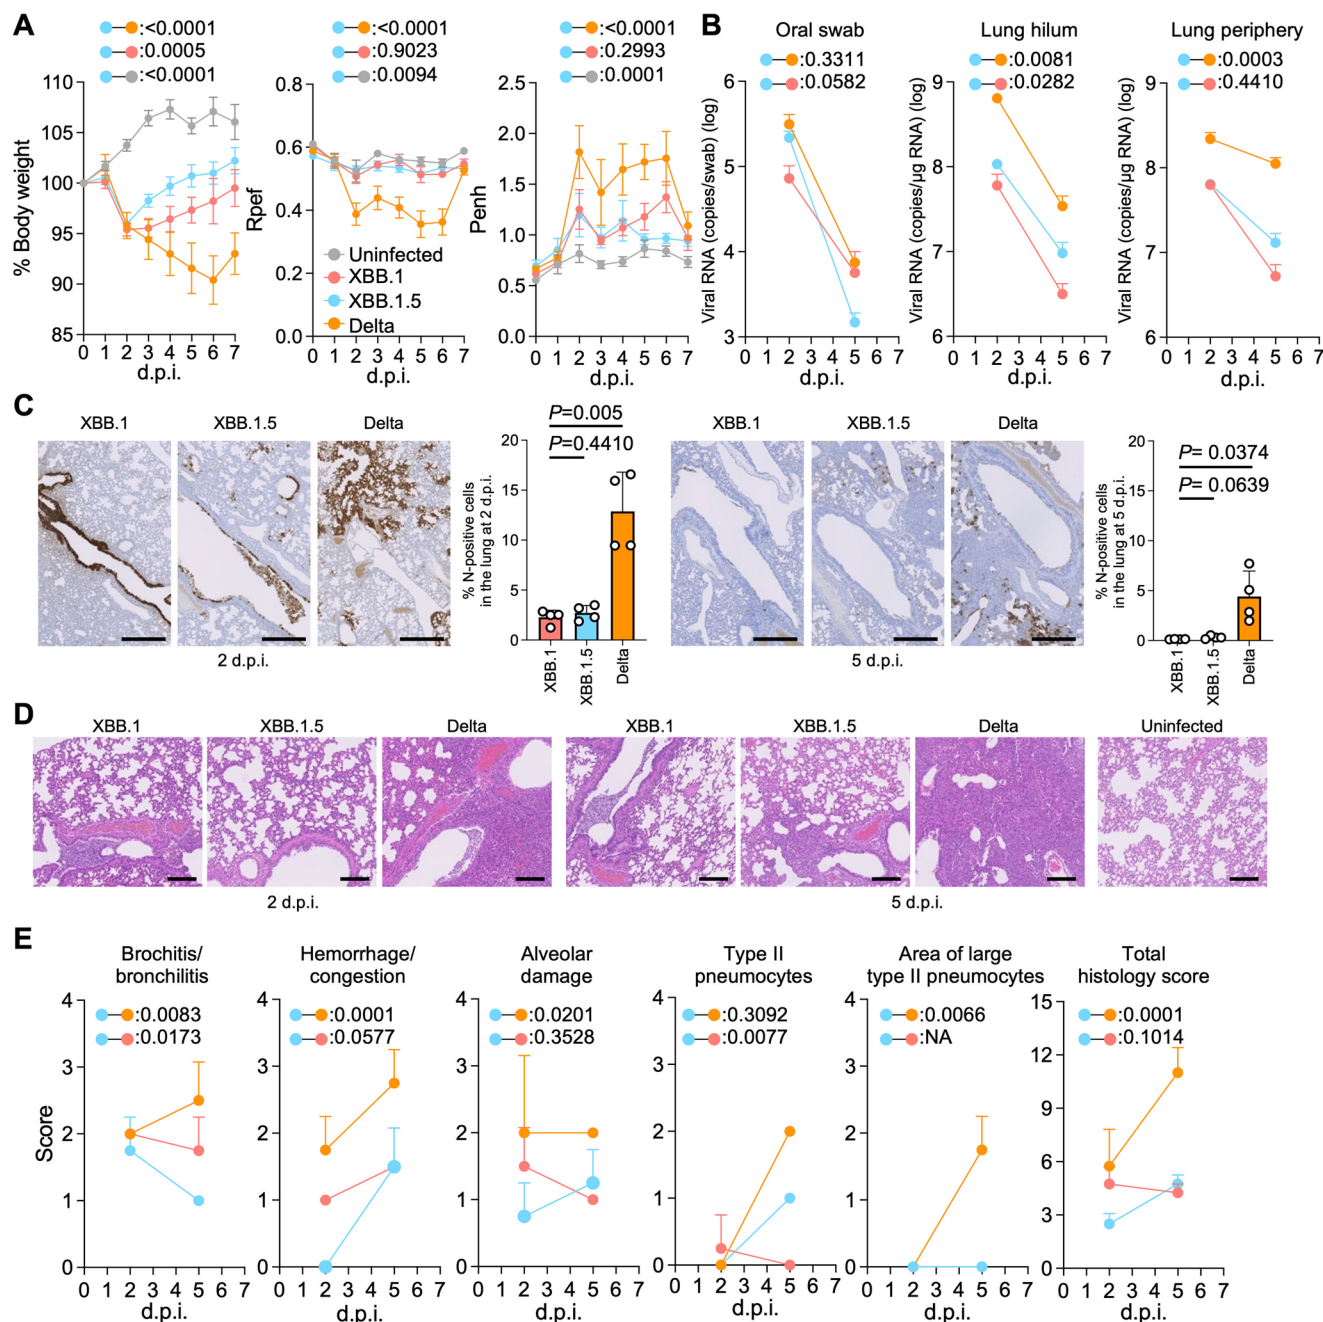 A
:<0.0001
:0.0005
:<0.0001
110
105
100
95
90
85
% Body weight
0 1 2 3 4 5 6 7
d.p.i.
:<0.0001
:0.9023
:0.0094
0.8
0.6
0.4
0.2
0.0
Rpef
Uninfected
XBB.1
XBB.1.5
Delta
0 1 2 3 4 5 6 7
d.p.i.
:<0.0001
:0.2993
:0.0001
2.5
2.0
1.5
1.0
0.5
0.0
Penh
0 1 2 3 4 5 6 7
d.p.i.
B
Oral swab
:0.3311
:0.0582
6
5
4
3
Viral RNA (copies/swab) (log)
0 1 2 3 4 5 6 7
d.p.i.
Lung hilum
:0.0081
:0.0282
9
8
7
6
Viral RNA (copies/µg RNA) (log)
0 1 2 3 4 5 6 7
d.p.i.
Lung periphery
:0.0003
:0.4410
9
8
7
6
Viral RNA (copies/µg RNA) (log)
0 1 2 3 4 5 6 7
d.p.i.
C
XBB.1
XBB.1.5
Delta
2 d.p.i.
P=0.005
P=0.4410
20
15
10
5
0
% N-positive cells
in the lung at 2 d.p.i.
XBB.1
XBB.1.5
Delta
XBB.1
XBB.1.5
Delta
5 d.p.i.
P= 0.0374
P= 0.0639
20
15
10
5
0
% N-positive cells
in the lung at 5 d.p.i.
XBB.1
XBB.1.5
Delta
D
XBB.1
XBB.1.5
Delta
XBB.1
XBB.1.5
Delta
Uninfected
2 d.p.i.
5 d.p.i.
E
Brochitis/
bronchilitis
:0.0083
:0.0173
4
3
2
1
0
Score
0 1 2 3 4 5 6 7
d.p.i.
Hemorrhage/
congestion
:0.0001
:0.0577
4
3
2
1
0
0 1 2 3 4 5 6 7
d.p.i.
Alveolar
damage
:0.0201
:0.3528
4
3
2
1
0
0 1 2 3 4 5 6 7
d.p.i.
Type II
pneumocytes
:0.3092
:0.0077
4
3
2
1
0
0 1 2 3 4 5 6 7
d.p.i.
Area of large
type II pneumocytes
:0.0066
:NA
4
3
2
1
0
0 1 2 3 4 5 6 7
d.p.i.
Total
histology score
:0.0001
:0.1014
15
12
9
6
3
0
0 1 2 3 4 5 6 7
d.p.i.